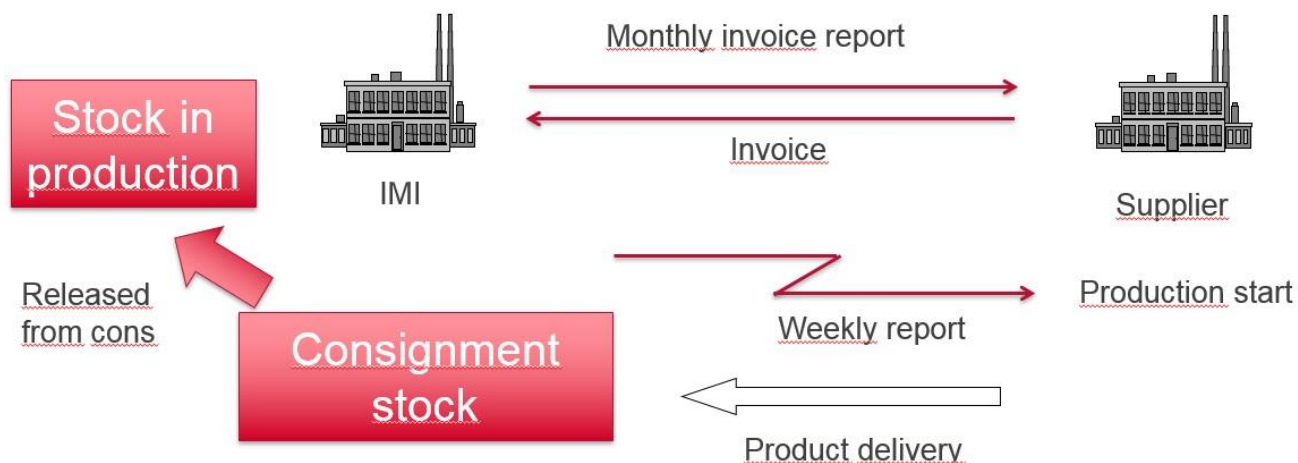 Monthly invoice report
Stock in
production
Invoice
IMI
Supplier
Released
from cons
Production start
Weekly report
Consignment
stock
Product delivery